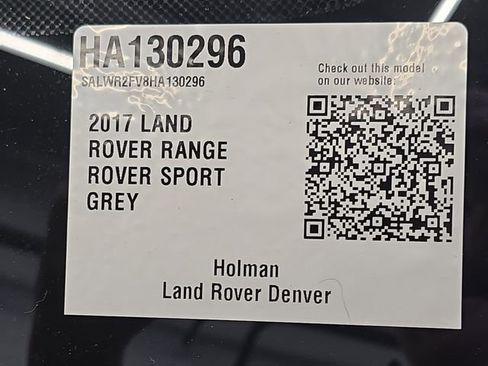 HA130296
SALWR2FV8HA130296
Check out this model
on our website:
2017 LAND
ROVER RANGE
ROVER SPORT
GREY
Holman
Land Rover Denver